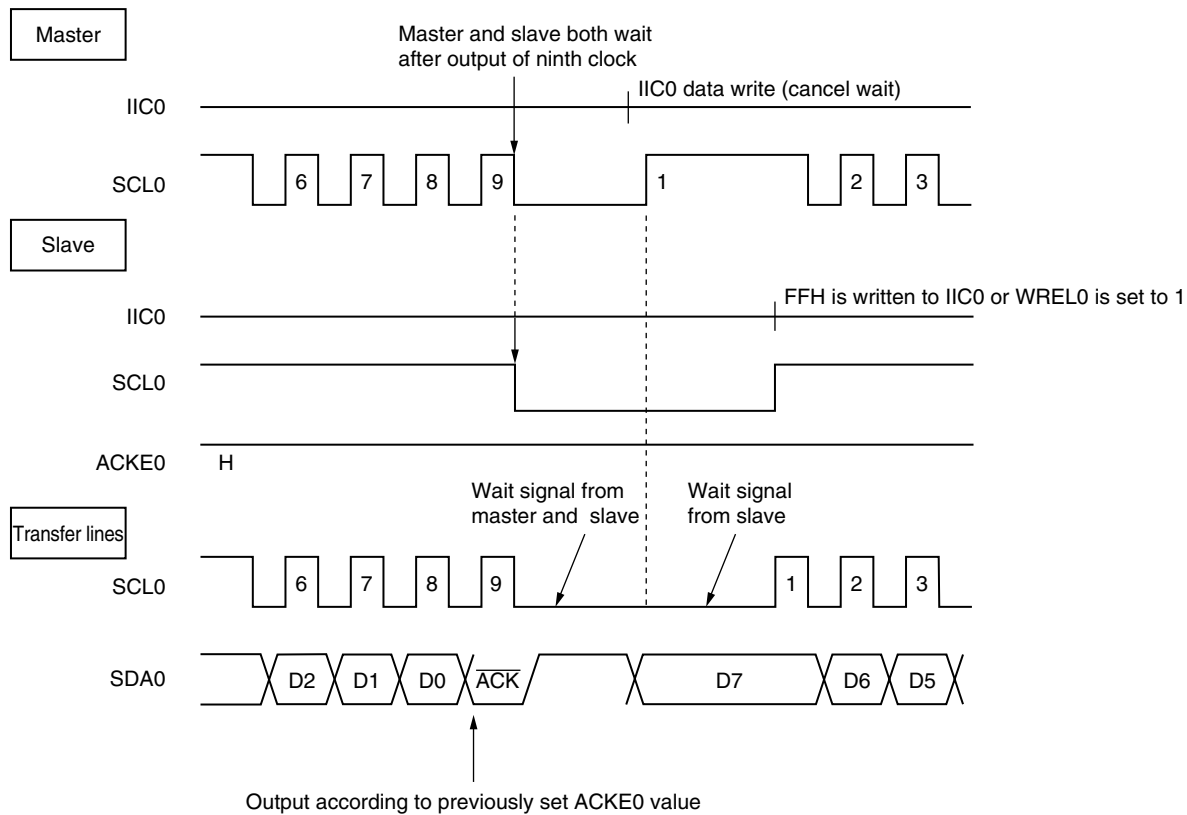 Master
Master and slave both wait
after output of ninth clock
IIC0 data write (cancel wait)
IIC0
SCL0 6 7 8 9 1 2 3
Slave
FFH is written to IIC0 or WREL0 is set to 1
IIC0
SCL0
ACKE0 H
Wait signal from
master and slave
Wait signal
from slave
Transfer lines
SCL0 6 7 8 9 1 2 3
SDA0 D2 D1 D0 ACK D7 D6 D5
Output according to previously set ACKE0 value